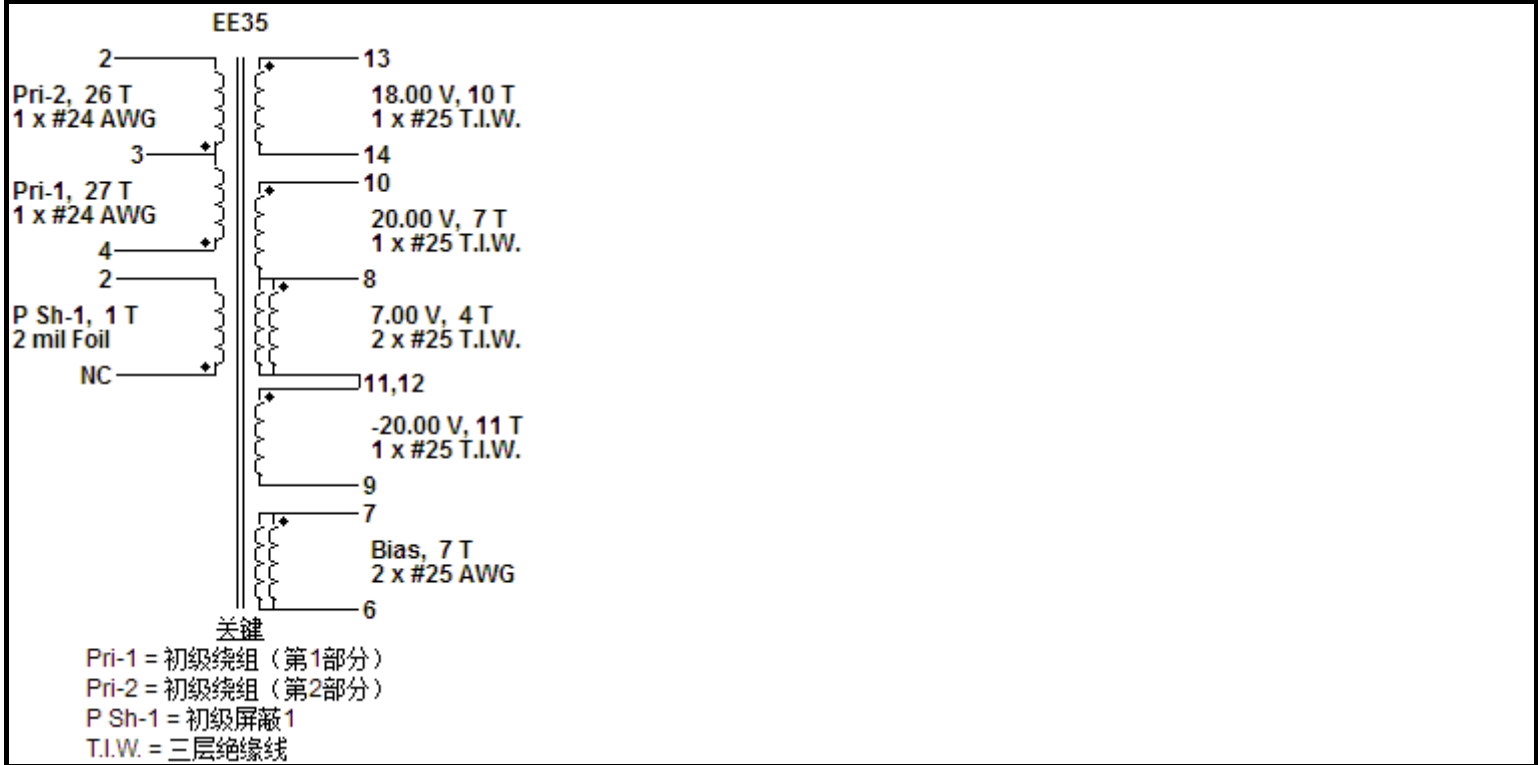 EE35
2
Pri-2, 26 T
1 x #24 AWG
3
Pri-1, 27 T
1 x #24 AWG
4
2
P Sh-1, 1 T
2 mil Foil
NC
13
18.00 V, 10 T
1 x #25 T.I.W.
14
10
20.00 V, 7 T
1 x #25 T.I.W.
8
7.00 V, 4 T
2 x #25 T.I.W.
11,12
-20.00 V, 11 T
1 x #25 T.I.W.
9
7
Bias, 7 T
2 x #25 AWG
6
关键
Pri-1 = 初级绕组（第1部分）
Pri-2 = 初级绕组（第2部分）
P Sh-1 = 初级屏蔽1
T.I.W. = 三层绝缘线